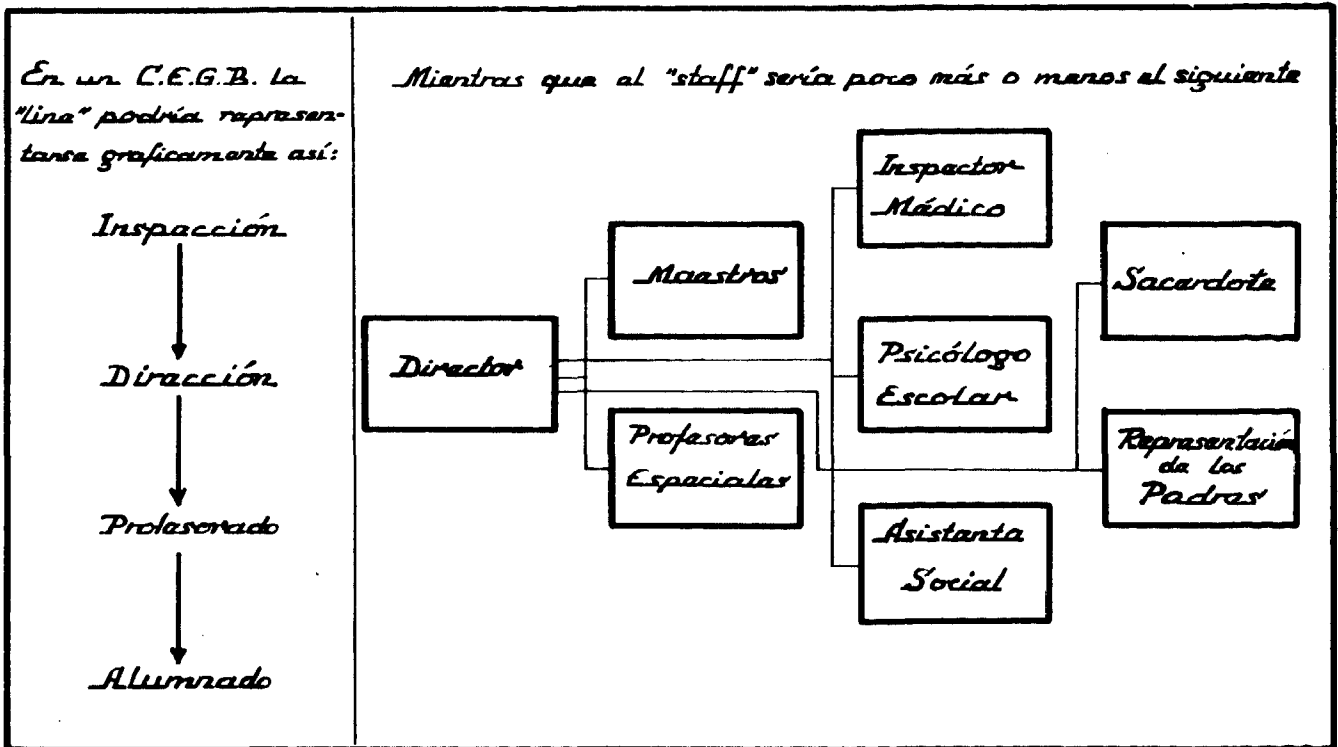 En un C.E.G.B. la
"line" podría represen-
tarse graficamente así:
Inspección
Dirección
Profesorado
Alumnado
Mientras que el "staff" sería poco más o menos el siguiente
Director
Maestros
Profesores
Especiales
Inspector
Médico
Psicólogo
Escolar
Asistenta
Social
Sacerdote
Representación
de los
Padres